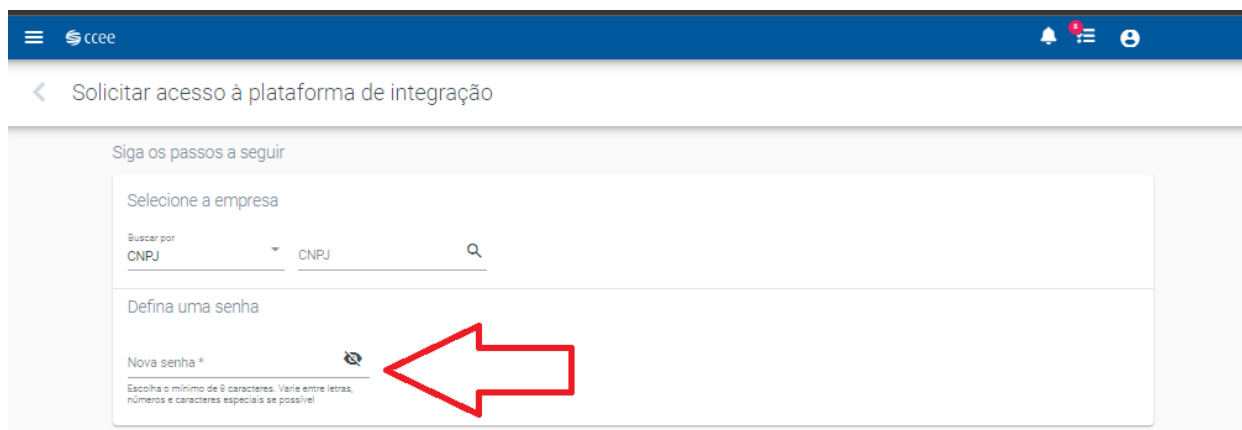 ccee
Solicitar acesso à plataforma de integração
Siga os passos a seguir
Selecione a empresa
Buscar por
CNPJ
CNPJ
Defina uma senha
Nova senha *
Escolha o mínimo de 8 caracteres. Varie entre letras,
números e caracteres especiais se possível